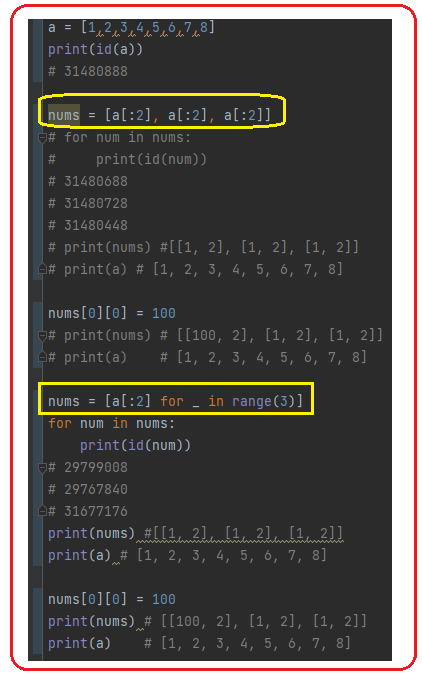 a = [1,2,3,4,5,6,7,8]
print(id(a))
# 31480888
nums = [a[:2], a[:2], a[:2]]
# for num in nums:
#     print(id(num))
# 31480688
# 31480728
# 31480448
# print(nums) #[[1, 2], [1, 2], [1, 2]]
# print(a) # [1, 2, 3, 4, 5, 6, 7, 8]
nums[0][0] = 100
# print(nums) # [[100, 2], [1, 2], [1, 2]]
# print(a)    # [1, 2, 3, 4, 5, 6, 7, 8]
nums = [a[:2] for _ in range(3)]
for num in nums:
    print(id(num))
# 29799008
# 29767840
# 31677176
print(nums) #[[1, 2], [1, 2], [1, 2]]
print(a) # [1, 2, 3, 4, 5, 6, 7, 8]
nums[0][0] = 100
print(nums) # [[100, 2], [1, 2], [1, 2]]
print(a)    # [1, 2, 3, 4, 5, 6, 7, 8]